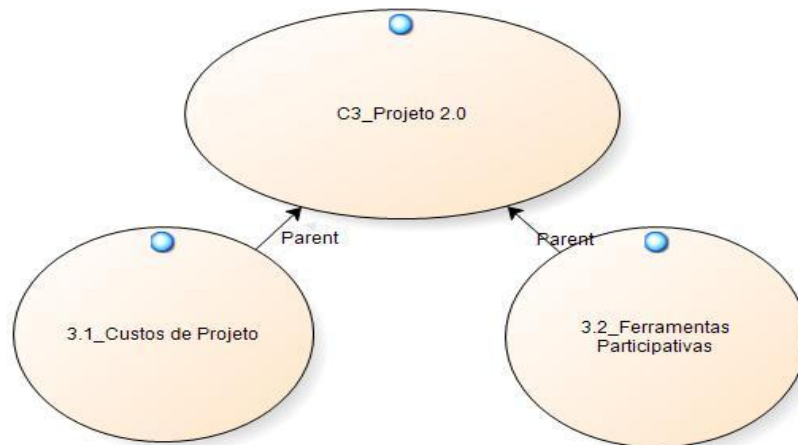 C3_Projeto 2.0
Parent
Parent
3.1_Custos de Projeto
3.2_Ferramentas
Participativas